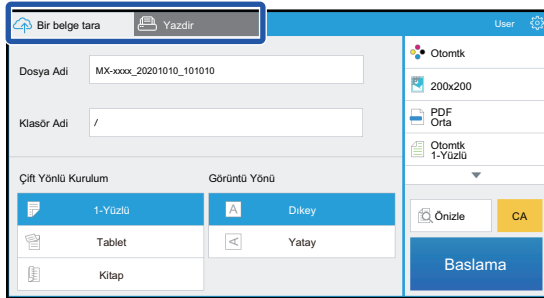 Bir belge tara
Yazdir
User
Dosya Adi
MX-xxxx_20201010_101010
Klasör Adi
/
Çift Yönlü Kurulum
Görüntü Yönü
1-Yüzlü
A
Dıkey
Tablet
A
Yatay
Kitap
Otomtk
200x200
PDF
Orta
Otomtk
1-Yüzlü
Önizle
CA
Baslama